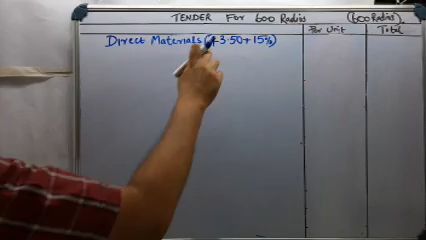 TENDER For 600 Radios (600 Radios)
Per Unit Total
Direct Materials 3.50+15%)